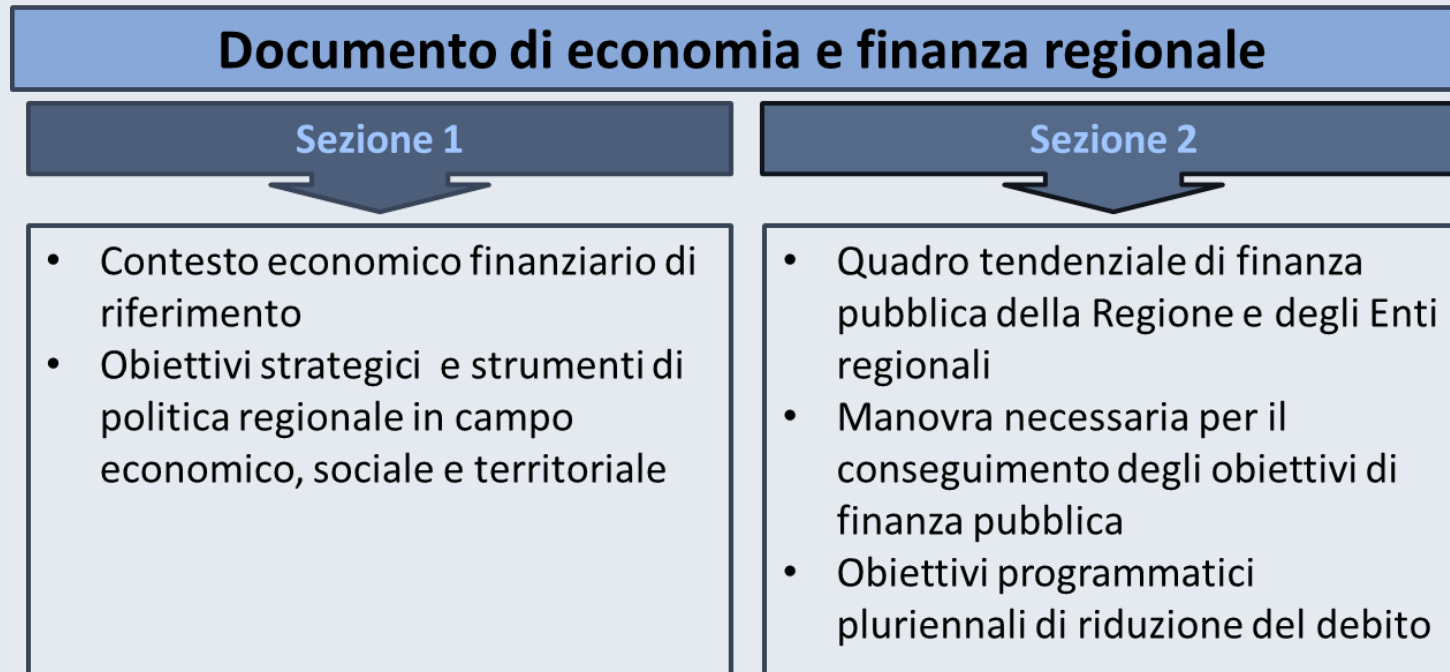 Documento di economia e finanza regionale
Sezione 1
• Contesto economico finanziario di
riferimento
• Obiettivi strategici e strumenti di
politica regionale in campo
economico, sociale e territoriale
Sezione 2
• Quadro tendenziale di finanza
pubblica della Regione e degli Enti
regionali
• Manovra necessaria per il
conseguimento degli obiettivi di
finanza pubblica
• Obiettivi programmatici
pluriennali di riduzione del debito